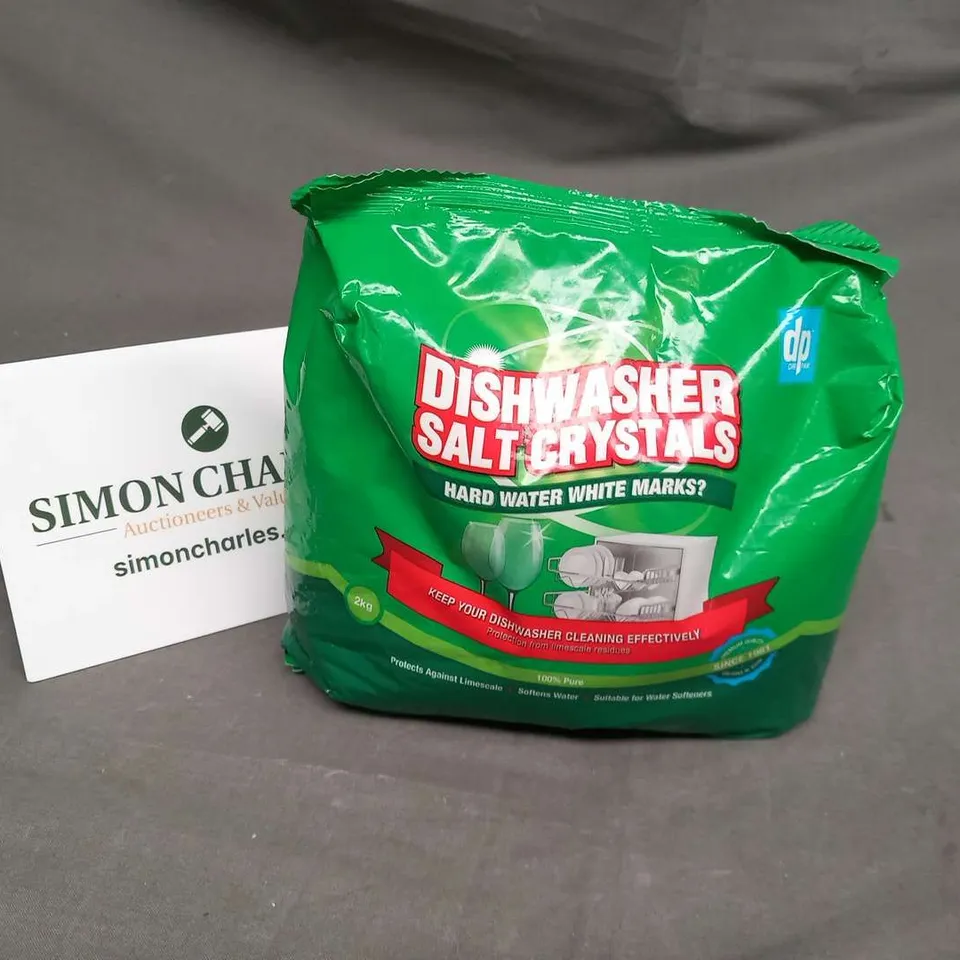 SIMON CHA
Auctioneers & Valu
simoncharles.
dp
DISHWASHER
SALT CRYSTALS
HARD WATER WHITE MARKS?
KEEP YOUR DISHWASHER CLEANING EFFECTIVELY
Protection from limescale residues
2kg
SINCE 1981
100% Pure
Protects Against Limescale Softens Water Suitable for Water Softeners